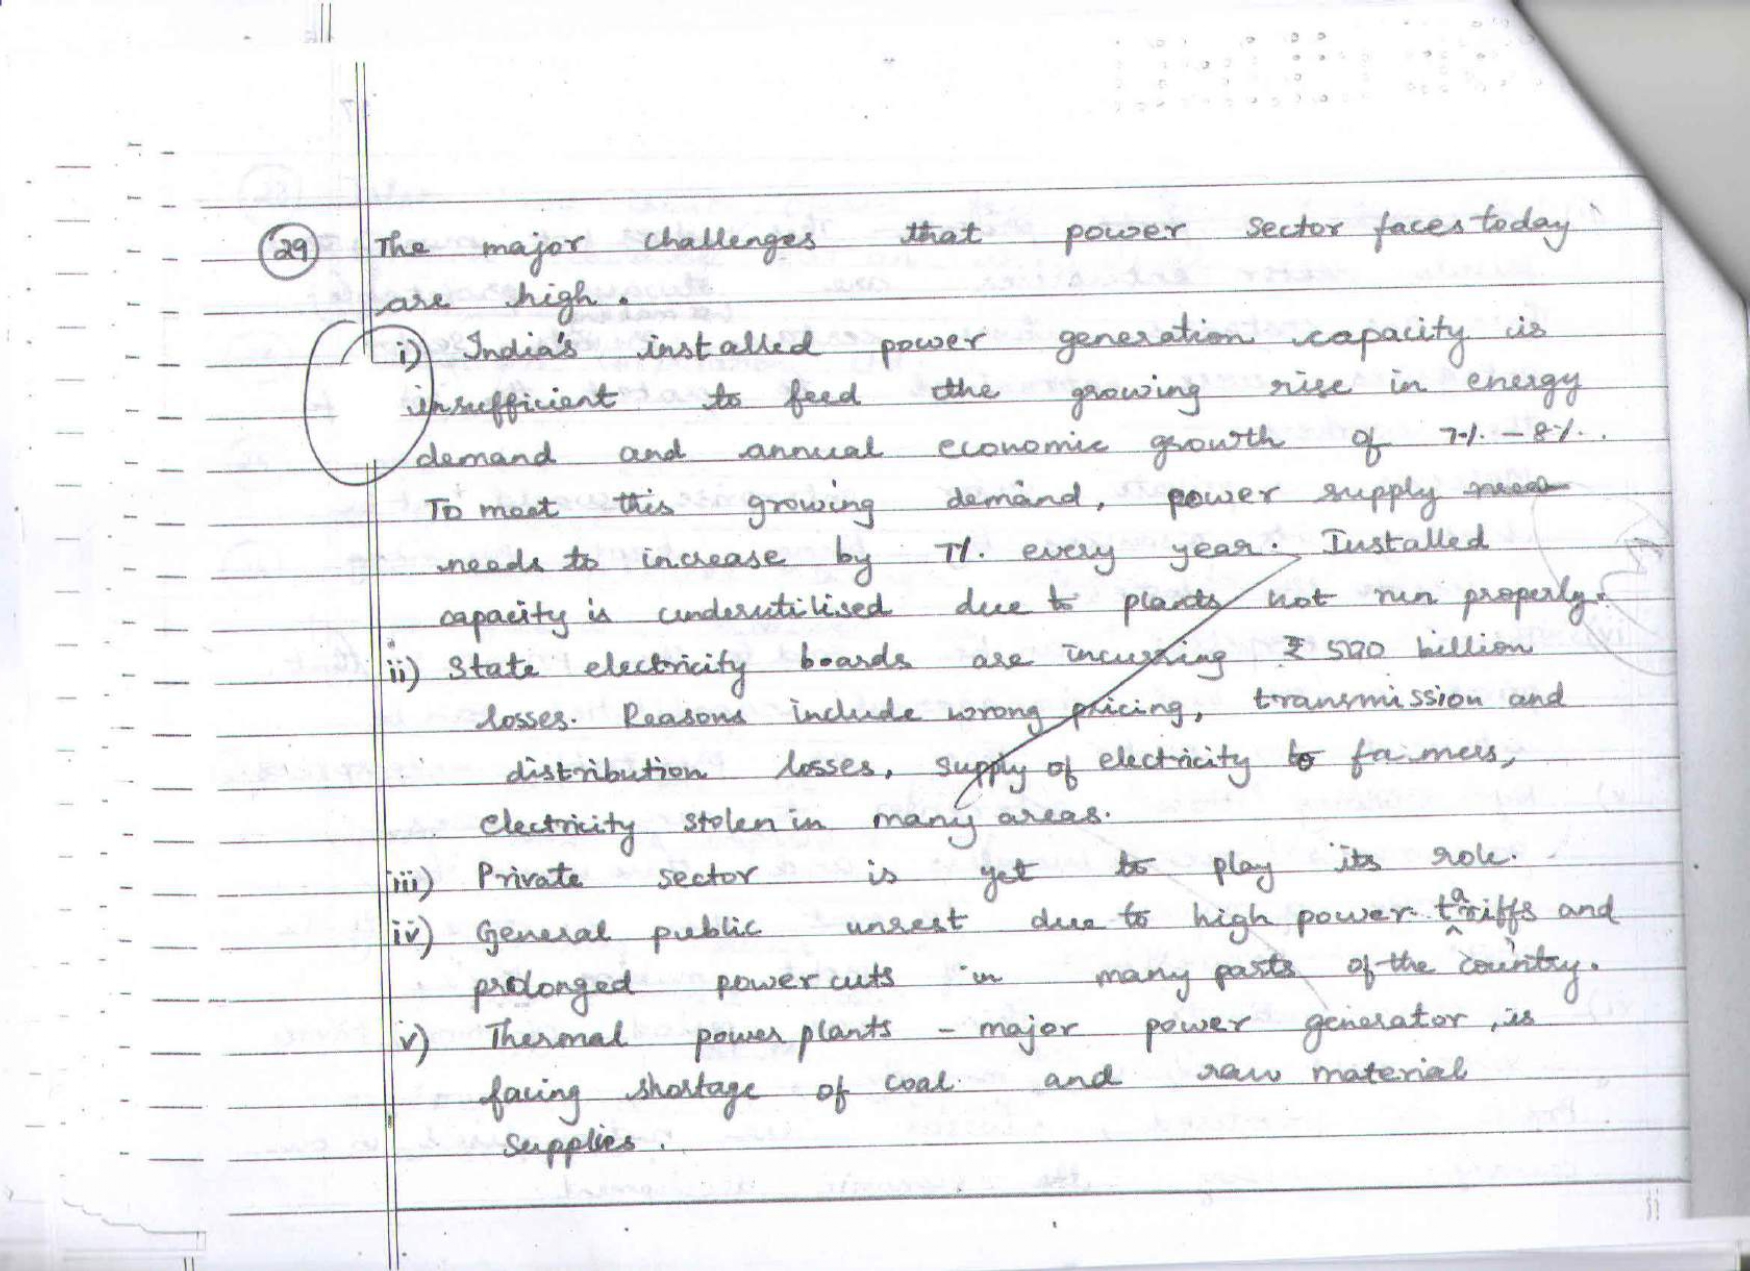 29 The major challenges that power sector faces today
are high.
i) India's installed power generation capacity is
insufficient to feed the growing rise in energy
demand and annual economic growth of 7% - 8%.
To meet this growing demand, power supply
needs to increase by 7% every year. Installed
capacity is underutilised due to plants not run properly.
ii) State electricity boards are incurring ₹ 500 billion
losses. Reasons include wrong pricing, transmission and
distribution losses, supply of electricity to farmers,
electricity stolen in many areas.
iii) Private sector is yet to play its role.
iv) General public unrest due to high power tariffs and
prolonged power cuts in many parts of the country.
v) Thermal power plants - major power generator, is
facing shortage of coal and raw material
supplies.